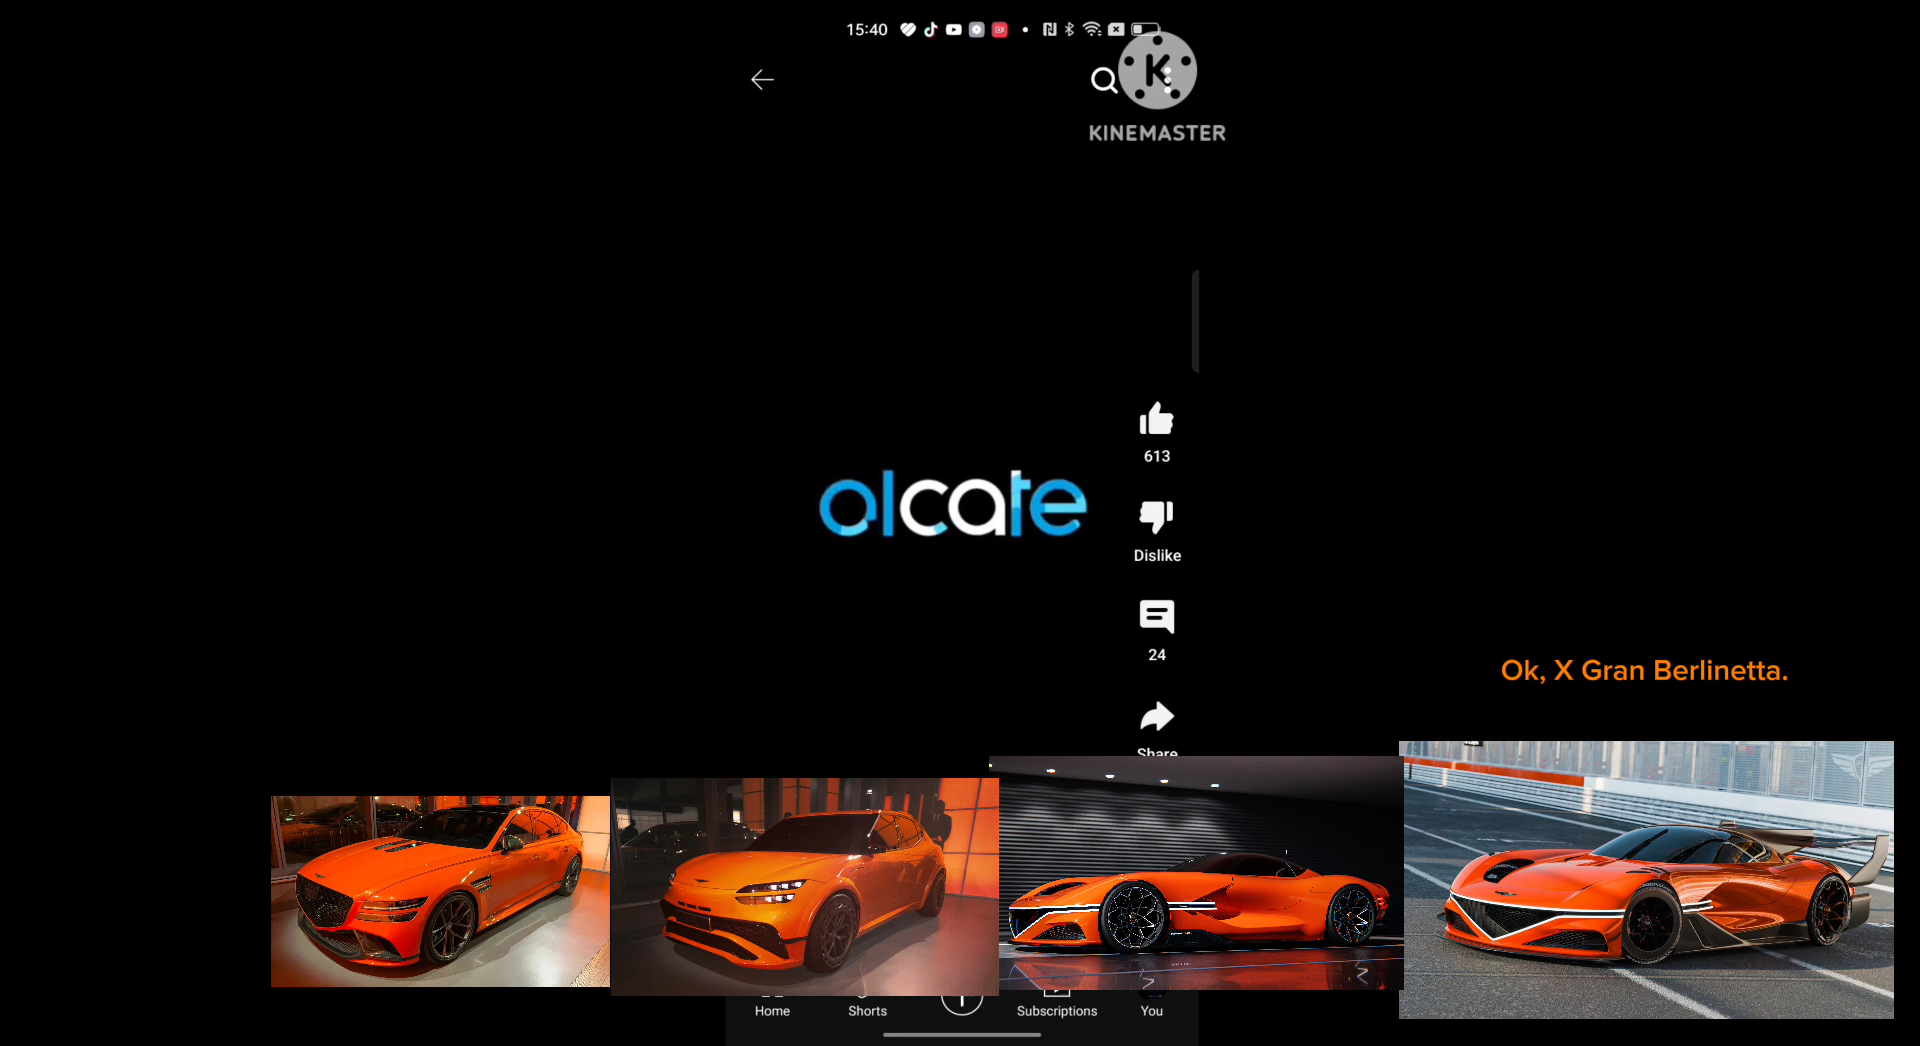 15:40
KINEMASTER
613
alcate
Dislike
24
Ok, X Gran Berlinetta.
Share
Home
Shorts
Subscriptions
You